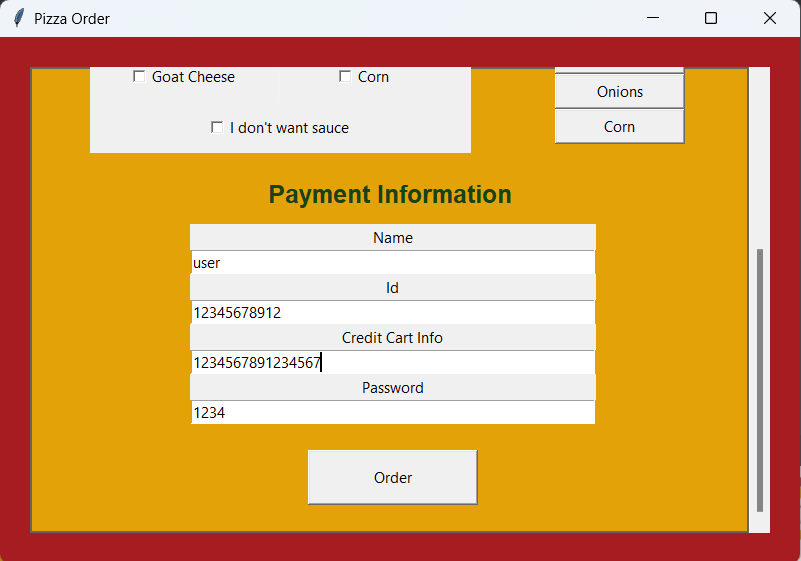 Pizza Order
Goat Cheese
Corn
I don't want sauce
Onions
Corn
Payment Information
Name
user
Id
12345678912
Credit Cart Info
1234567891234567
Password
1234
Order